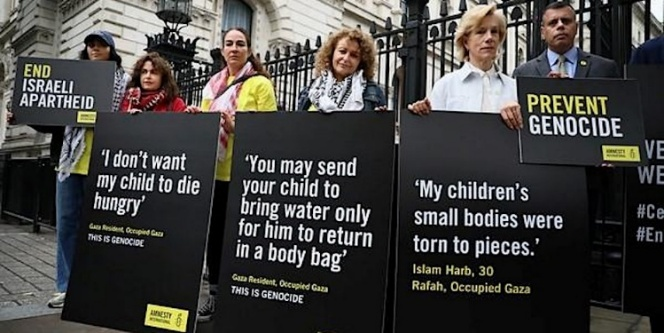 END
ISRAELI
APARTHEID
PREVENT
GENOCIDE
AMNESTY
INTERNATIONAL
'I don't want
my child to die
hungry'
Gaza Resident, Occupied Gaza
THIS IS GENOCIDE
AMNESTY
INTERNATIONAL
'You may send
your child to
bring water only
for him to return
in a body bag'
Gaza Resident, Occupied Gaza
THIS IS GENOCIDE
'My children's
small bodies were
torn to pieces.'
Islam Harb, 30
Rafah, Occupied Gaza
WE